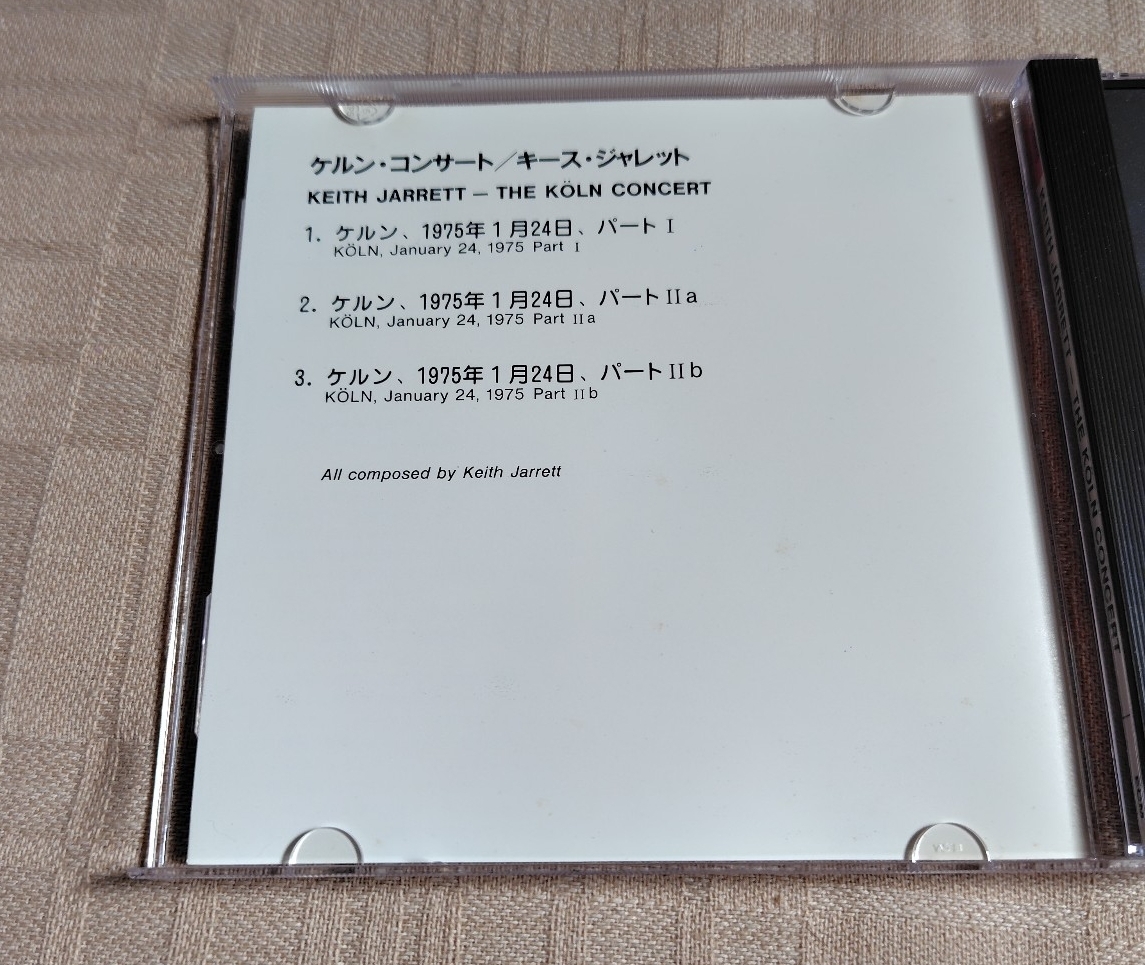 ケルン・コンサート／キース・ジャレット
KEITH JARRETT — THE KÖLN CONCERT
1. ケルン、1975年1月24日、パートⅠ
KÖLN, January 24, 1975 Part Ⅰ
2. ケルン、1975年1月24日、パートⅡa
KÖLN, January 24, 1975 Part Ⅱa
3. ケルン、1975年1月24日、パートⅡb
KÖLN, January 24, 1975 Part Ⅱb
All composed by Keith Jarrett
KEITH JARRETT — THE KÖLN CONCERT